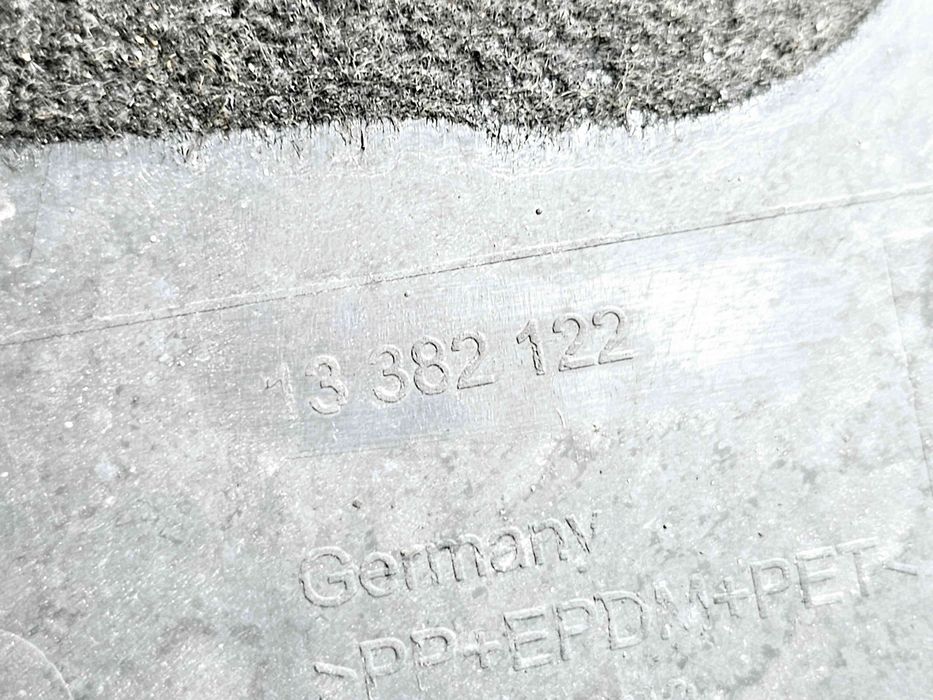 13 382 122
Germany
>PP+EPDM+PET<